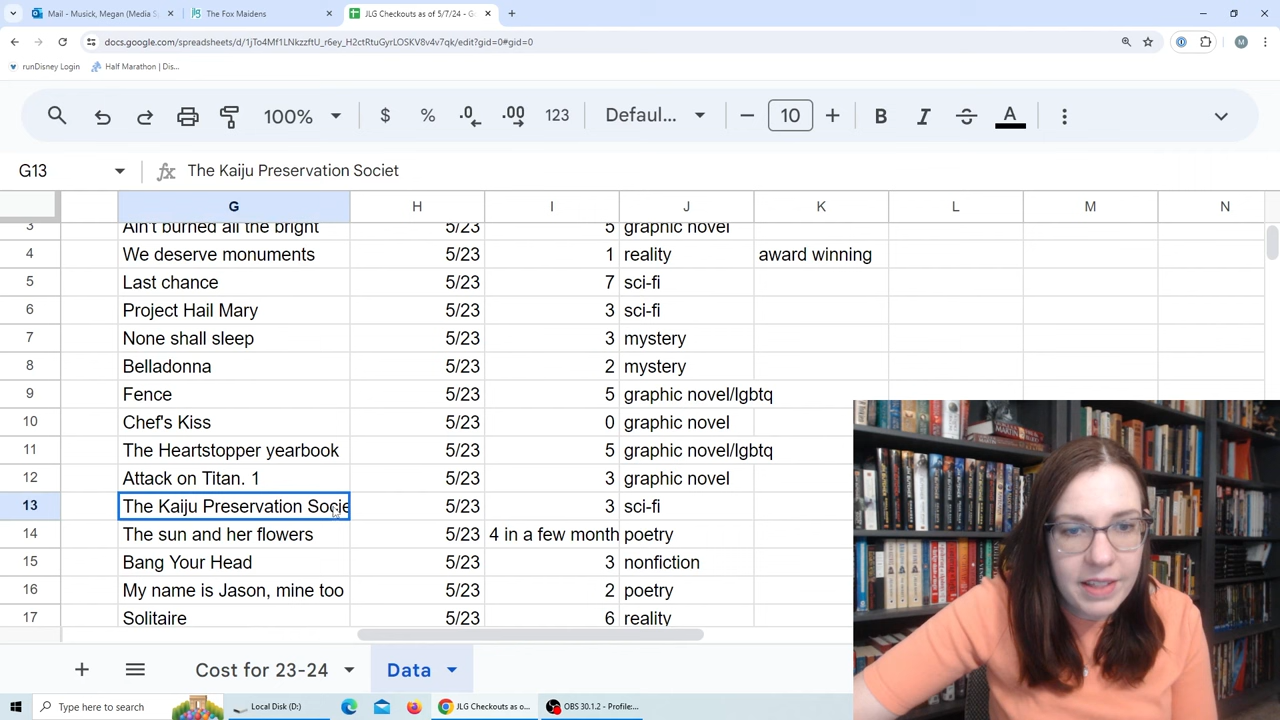 Mail - Musick, Megan (Media Sp
The Fox Maidens
JLG Checkouts as of 5/7/24 - G
docs.google.com/spreadsheets/d/1jTo4Mf1LNkzzftU_r6ey_H2ctRtuGyrLOSKV8v4v7qk/edit?gid=0#gid=0
runDisney Login
Half Marathon | Dis...
100%
$
%
.0
.00
123
Defaul...
10
B
I
A
G13
The Kaiju Preservation Societ
G H I J K L M N
3 Ain't burned all the bright 5/23 5 graphic novel
4 We deserve monuments 5/23 1 reality award winning
5 Last chance 5/23 7 sci-fi
6 Project Hail Mary 5/23 3 sci-fi
7 None shall sleep 5/23 3 mystery
8 Belladonna 5/23 2 mystery
9 Fence 5/23 5 graphic novel/lgbtq
10 Chef's Kiss 5/23 0 graphic novel
11 The Heartstopper yearbook 5/23 5 graphic novel/lgbtq
12 Attack on Titan. 1 5/23 3 graphic novel
13 The Kaiju Preservation Socie 5/23 3 sci-fi
14 The sun and her flowers 5/23 4 in a few month poetry
15 Bang Your Head 5/23 3 nonfiction
16 My name is Jason, mine too 5/23 2 poetry
17 Solitaire 5/23 6 reality
Cost for 23-24
Data
Type here to search
Local Disk (D:)
JLG Checkouts as o...
OBS 30.1.2 - Profile:...
MARTIN